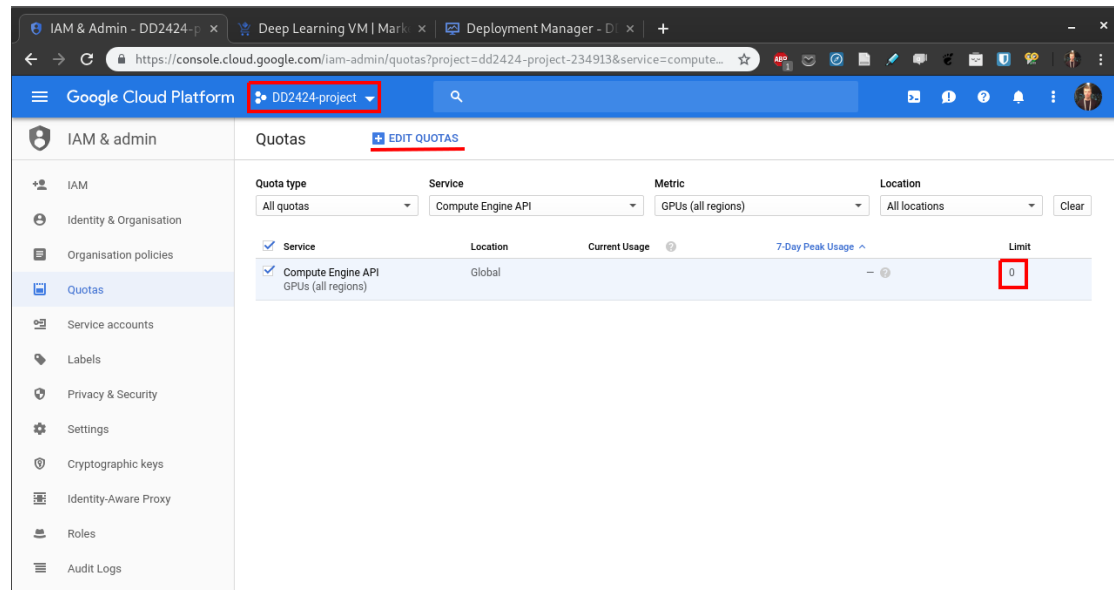 IAM & Admin - DD2424-p
Deep Learning VM | Mark
Deployment Manager - D
https://console.cloud.google.com/iam-admin/quotas?project=dd2424-project-234913&service=compute...
ABP
1
Google Cloud Platform
DD2424-project
IAM & admin
Quotas
EDIT QUOTAS
IAM
Identity & Organisation
Organisation policies
Quotas
Service accounts
Labels
Privacy & Security
Settings
Cryptographic keys
Identity-Aware Proxy
Roles
Audit Logs
Quota type Service Metric Location
All quotas Compute Engine API GPUs (all regions) All locations Clear
Service Location Current Usage 7-Day Peak Usage Limit
Compute Engine API Global — 0
GPUs (all regions)